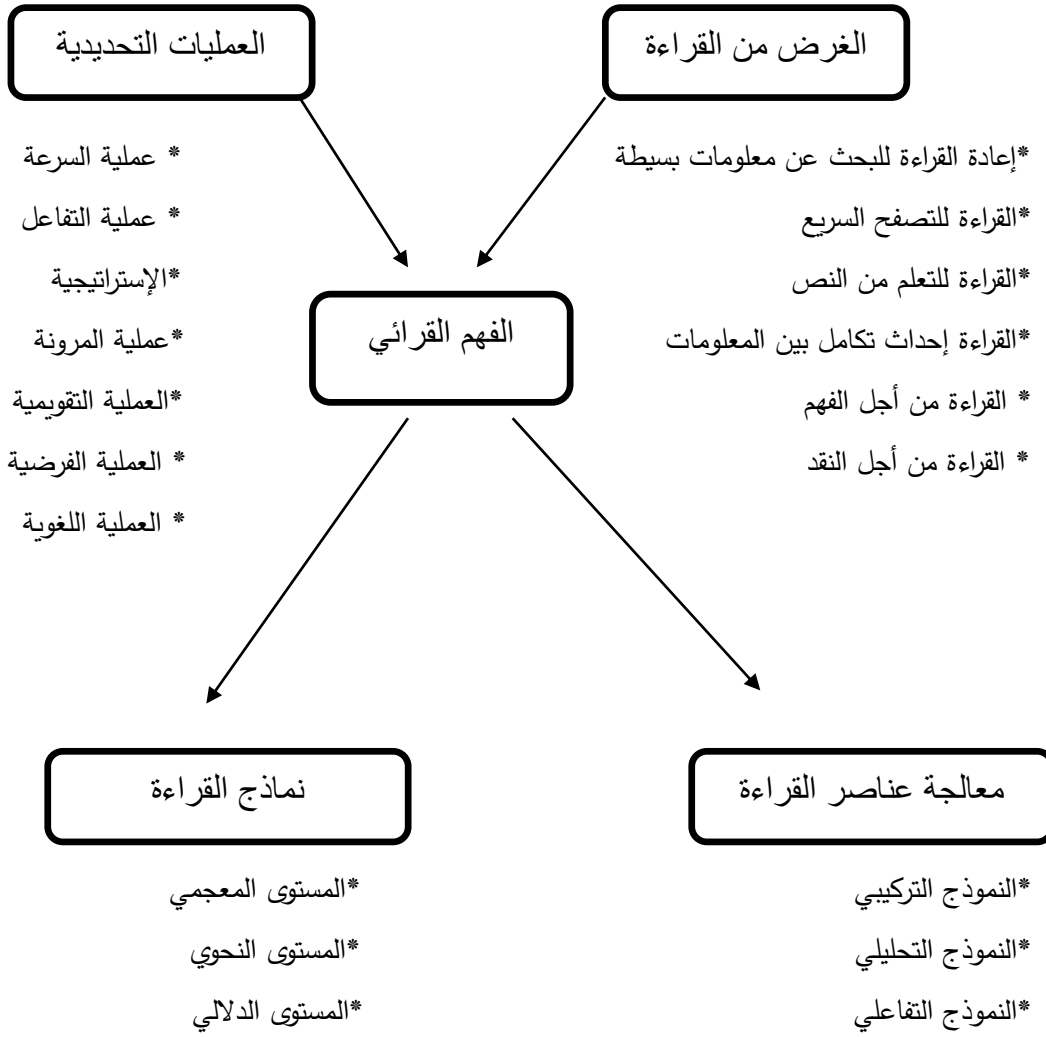 الغرض من القراءة
*إعادة القراءة للبحث عن معلومات بسيطة
*القراءة للتصفح السريع
*القراءة للتعلم من النص
*القراءة إحداث تكامل بين المعلومات
* القراءة من أجل الفهم
* القراءة من أجل النقد
العمليات التحديدية
* عملية السرعة
* عملية التفاعل
*الإستراتيجية
*عملية المرونة
*العملية التقويمية
* العملية الفرضية
* العملية اللغوية
الفهم القرائي
معالجة عناصر القراءة
*النموذج التركيبي
*النموذج التحليلي
*النموذج التفاعلي
نماذج القراءة
*المستوى المعجمي
*المستوى النحوي
*المستوى الدلالي